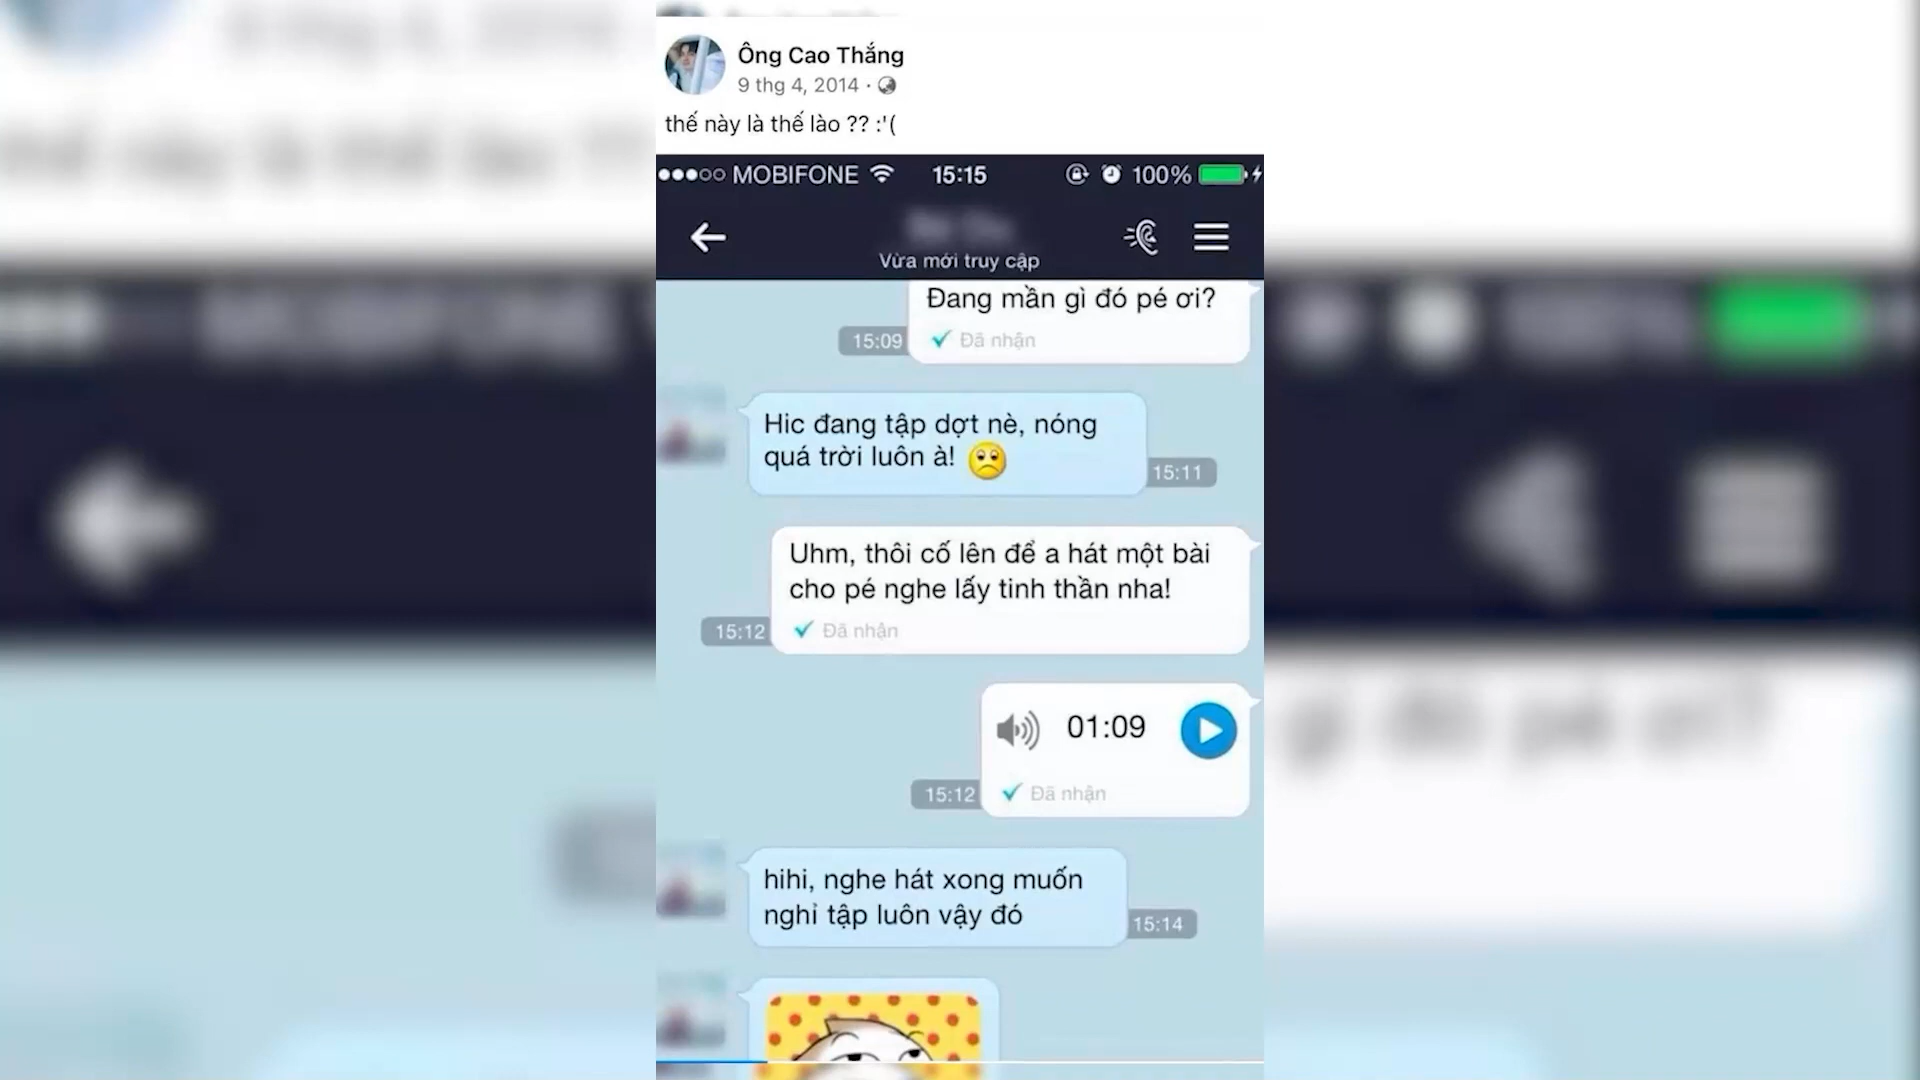 Ông Cao Thắng
9 thg 4, 2014 ·
thế này là thế lào ?? :'(
MOBIFONE 15:15 100%
Vừa mới truy cập
Đang mần gì đó pé ơi?
15:09 Đã nhận
Hic đang tập dợt nè, nóng
quá trời luôn à!
15:11
Uhm, thôi cố lên để a hát một bài
cho pé nghe lấy tinh thần nha!
15:12 Đã nhận
01:09
15:12 Đã nhận
hihi, nghe hát xong muốn
nghỉ tập luôn vậy đó
15:14